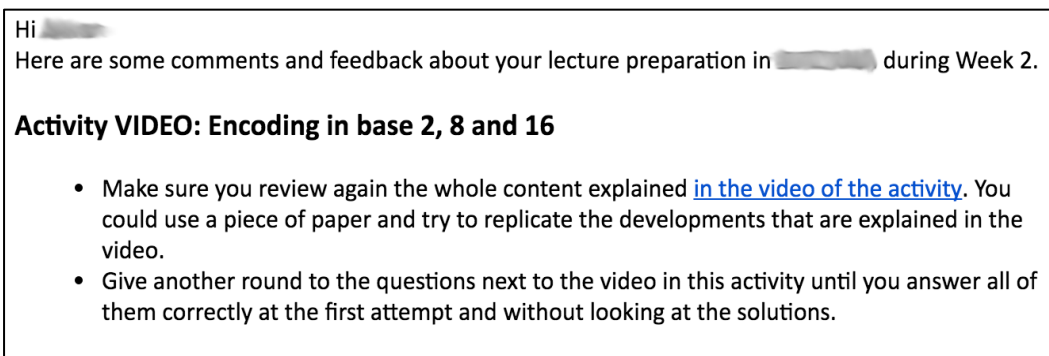 Hi
Here are some comments and feedback about your lecture preparation in during Week 2.
Activity VIDEO: Encoding in base 2, 8 and 16
• Make sure you review again the whole content explained in the video of the activity. You
could use a piece of paper and try to replicate the developments that are explained in the
video.
• Give another round to the questions next to the video in this activity until you answer all of
them correctly at the first attempt and without looking at the solutions.